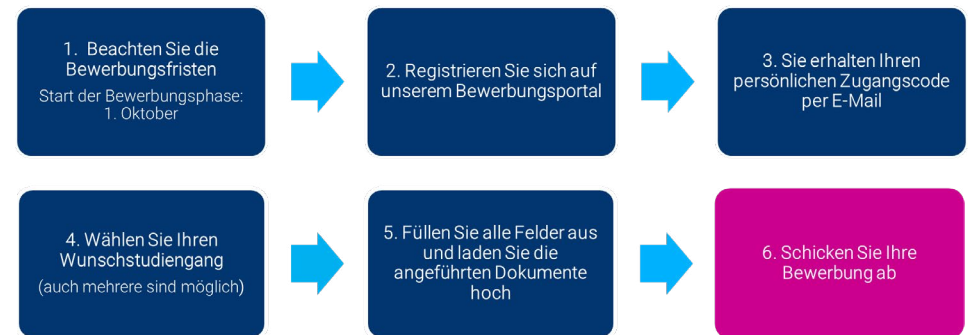 1. Beachten Sie die
Bewerbungsfristen
Start der Bewerbungsphase:
1. Oktober
2. Registrieren Sie sich auf
unserem Bewerbungsportal
3. Sie erhalten Ihren
persönlichen Zugangscode
per E-Mail
4. Wählen Sie Ihren
Wunschstudiengang
(auch mehrere sind möglich)
5. Füllen Sie alle Felder aus
und laden Sie die
angeführten Dokumente
hoch
6. Schicken Sie Ihre
Bewerbung ab